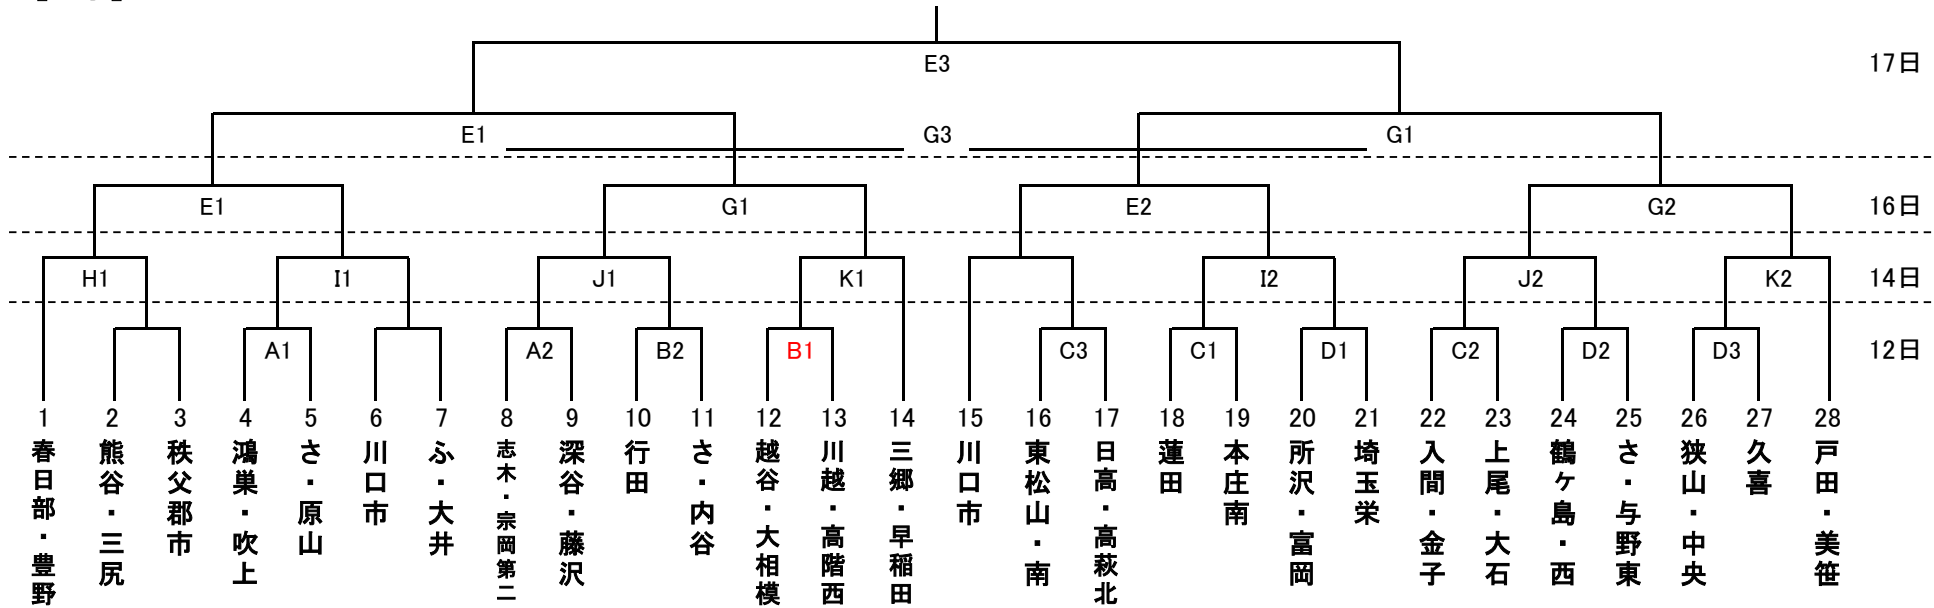 E3 17日
E1 G3 G1
E1 G1 E2 G2 16日
H1 I1 J1 K1 I2 J2 K2 14日
A1 A2 B2 B1 C3 C1 D1 C2 D2 D3 12日
1 2 3 4 5 6 7 8 9 10 11 12 13 14 15 16 17 18 19 20 21 22 23 24 25 26 27 28
春日部・豊野
熊谷・三尻
秩父郡市
鴻巣・吹上
さ・原山
川口市
ふ・大井
志木・宗岡第二
深谷・藤沢
行田
さ・内谷
越谷・大相模
川越・高階西
三郷・早稲田
川口市
東松山・南
日高・高萩北
蓮田
本庄南
所沢・富岡
埼玉栄
入間・金子
上尾・大石
鶴ヶ島・西
さ・与野東
狭山・中央
久喜
戸田・美笹